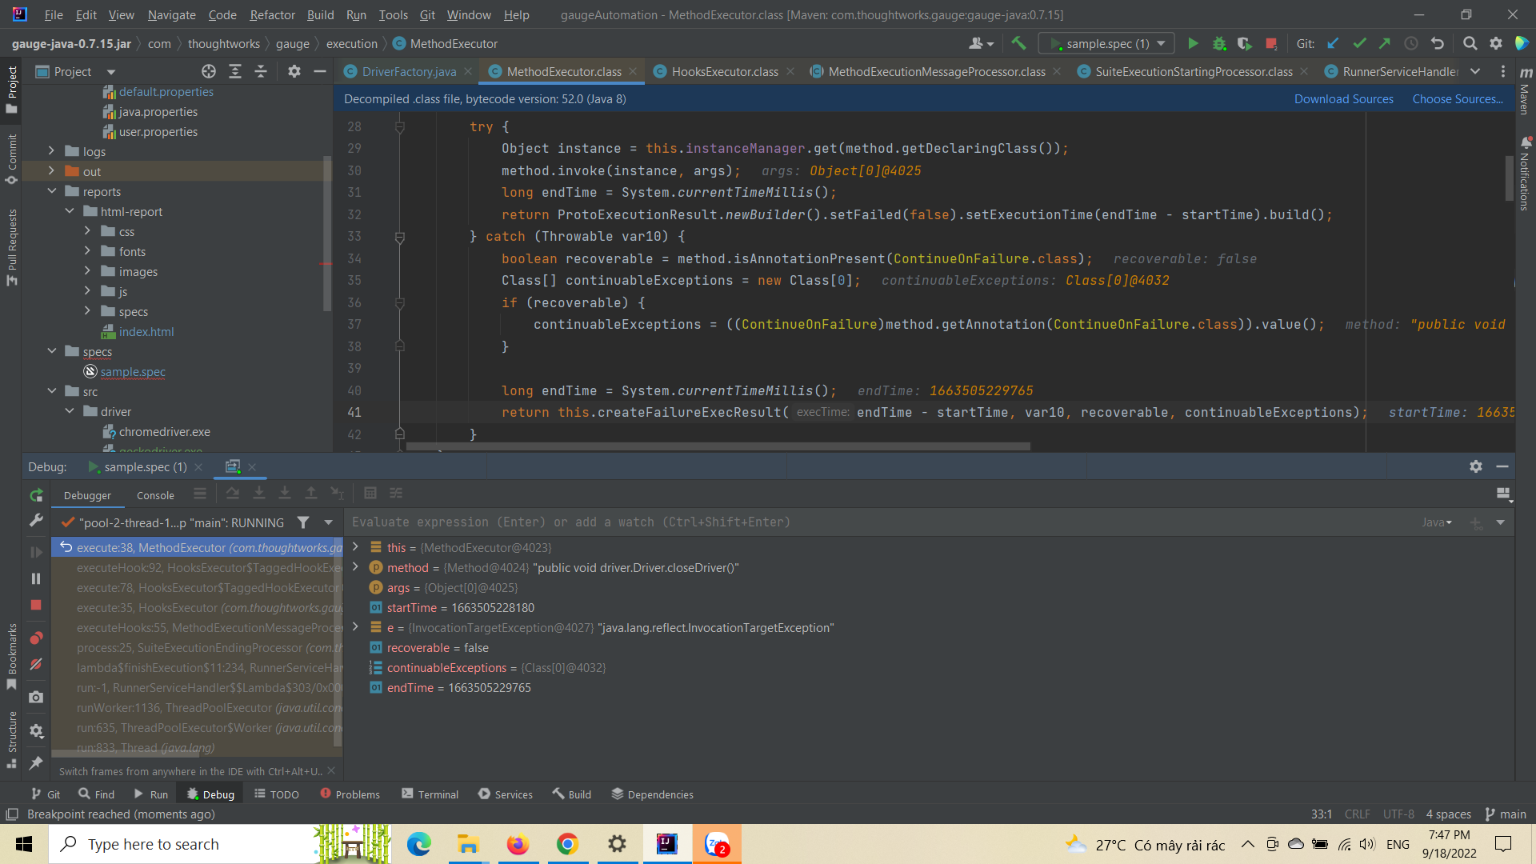 File Edit View Navigate Code Refactor Build Run Tools Git Window Help gaugeAutomation - MethodExecutor.class [Maven: com.thoughtworks.gauge:gauge-java:0.7.15]
gauge-java-0.7.15.jar com thoughtworks gauge execution MethodExecutor sample.spec (1) Git:
Project DriverFactory.java MethodExecutor.class HooksExecutor.class MethodExecutionMessageProcessor.class SuiteExecutionStartingProcessor.class RunnerServiceHandle
Decompiled .class file, bytecode version: 52.0 (Java 8) Download Sources Choose Sources...
Project
Commit
Pull Requests
Bookmarks
Structure
Maven
Notifications
default.properties
java.properties
user.properties
logs
out
reports
html-report
css
fonts
images
js
specs
index.html
specs
sample.spec
src
driver
chromedriver.exe
geckodriver.exe
28 try {
29 Object instance = this.instanceManager.get(method.getDeclaringClass());
30 method.invoke(instance, args); args: Object[0]@4025
31 long endTime = System.currentTimeMillis();
32 return ProtoExecutionResult.newBuilder().setFailed(false).setExecutionTime(endTime - startTime).build();
33 } catch (Throwable var10) {
34 boolean recoverable = method.isAnnotationPresent(ContinueOnFailure.class); recoverable: false
35 Class[] continuableExceptions = new Class[0]; continuableExceptions: Class[0]@4032
36 if (recoverable) {
37 continuableExceptions = ((ContinueOnFailure)method.getAnnotation(ContinueOnFailure.class)).value(); method: "public void
38 }
39
40 long endTime = System.currentTimeMillis(); endTime: 1663505229765
41 return this.createFailureExecResult( execTime: endTime - startTime, var10, recoverable, continuableExceptions); startTime: 16635
42 }
Debug: sample.spec (1)
Debugger Console
"pool-2-thread-1...p "main": RUNNING
execute:38, MethodExecutor (com.thoughtworks.ga
executeHook:92, HooksExecutor$TaggedHookExe
execute:78, HooksExecutor$TaggedHookExecutor
execute:35, HooksExecutor (com.thoughtworks.gau
executeHooks:55, MethodExecutionMessageProce
process:25, SuiteExecutionEndingProcessor (com.th
lambda$finishExecution$11:234, RunnerServiceHan
run:-1, RunnerServiceHandler$$Lambda$303/0x00
runWorker:1136, ThreadPoolExecutor (java.util.con
run:635, ThreadPoolExecutor$Worker (java.util.con
run:833, Thread (java.lang)
Switch frames from anywhere in the IDE with Ctrl+Alt+U...
Evaluate expression (Enter) or add a watch (Ctrl+Shift+Enter) Java
this = {MethodExecutor@4023}
method = {Method@4024} "public void driver.Driver.closeDriver()"
args = {Object[0]@4025}
startTime = 1663505228180
e = {InvocationTargetException@4027} "java.lang.reflect.InvocationTargetException"
recoverable = false
continuableExceptions = {Class[0]@4032}
endTime = 1663505229765
Git Find Run Debug TODO Problems Terminal Services Build Dependencies
Breakpoint reached (moments ago) 33:1 CRLF UTF-8 4 spaces main
Type here to search 2 27°C Có mây rải rác ENG 7:47 PM
9/18/2022